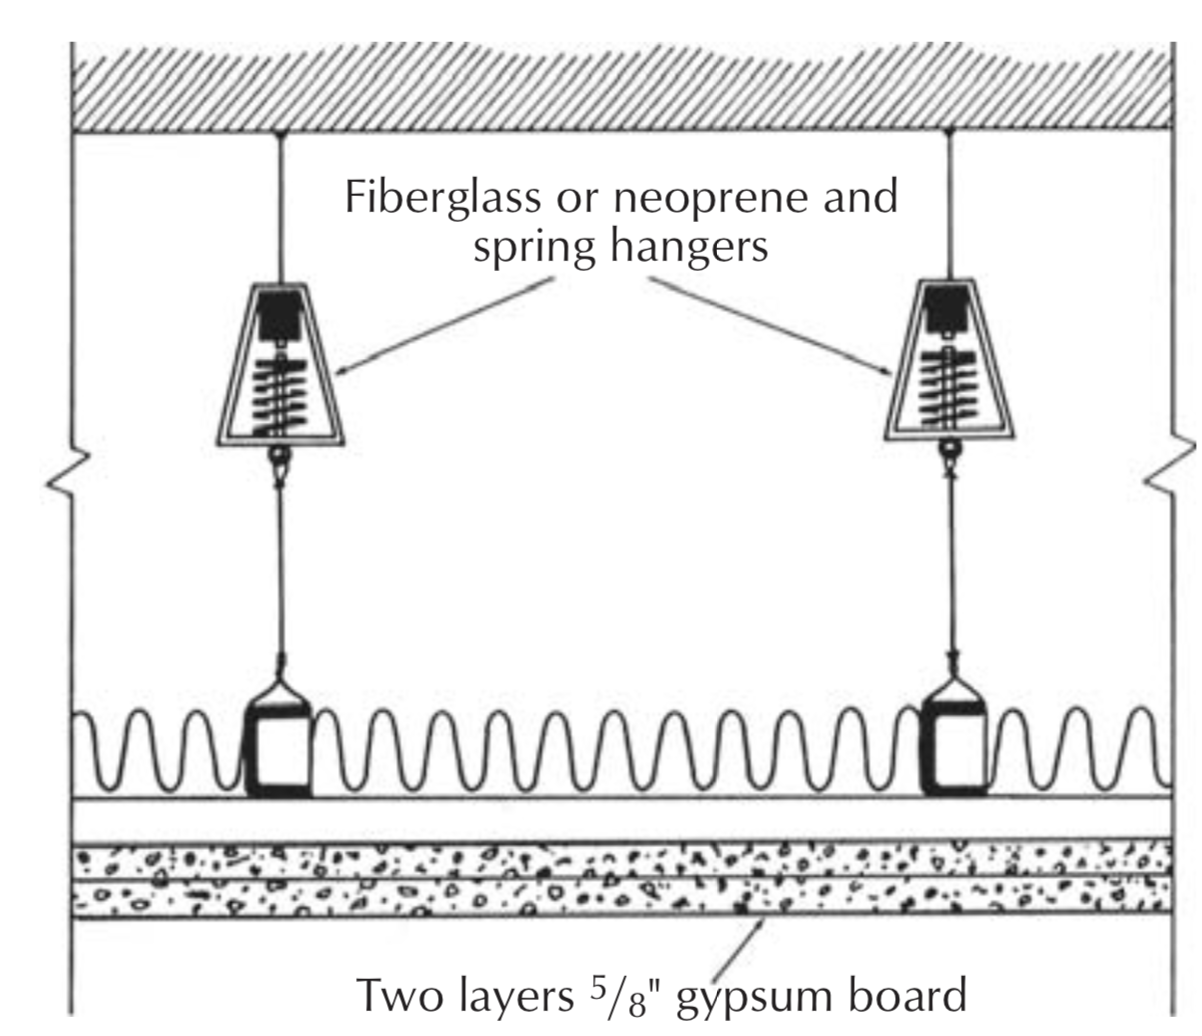 Fiberglass or neoprene and
spring hangers
Two layers 5/8" gypsum board